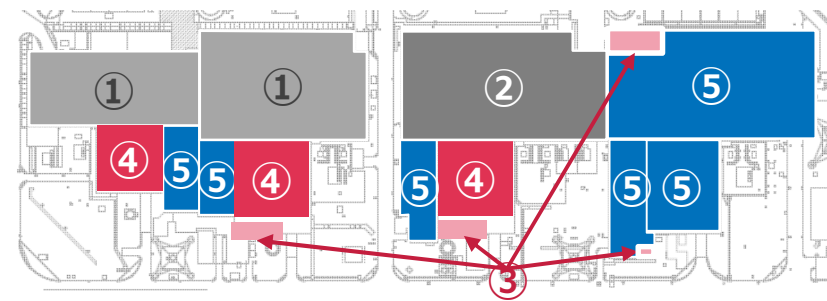 ① ① ② ⑤
④ ⑤ ⑤ ④ ⑤ ④ ⑤ ⑤
③